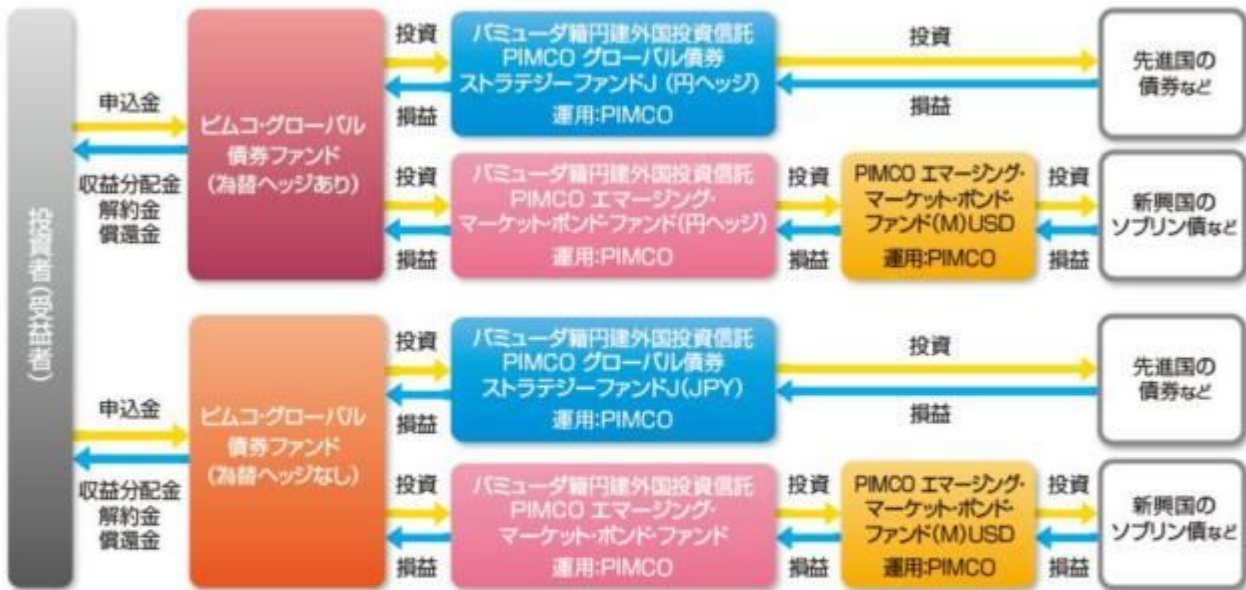 投資者(受益者)
申込金
収益分配金
解約金
償還金
ピムコ・グローバル
債券ファンド
(為替ヘッジあり)
投資
損益
バミューダ籍円建外国投資信託
PIMCO グローバル債券
ストラテジーファンドJ (円ヘッジ)
運用:PIMCO
投資
損益
先進国の
債券など
投資
損益
バミューダ籍円建外国投資信託
PIMCO エマージング・
マーケット・ボンド・ファンド(円ヘッジ)
運用:PIMCO
投資
損益
PIMCO エマージング・
マーケット・ボンド・
ファンド(M)USD
運用:PIMCO
投資
損益
新興国の
ソブリン債など
申込金
収益分配金
解約金
償還金
ピムコ・グローバル
債券ファンド
(為替ヘッジなし)
投資
損益
バミューダ籍円建外国投資信託
PIMCO グローバル債券
ストラテジーファンドJ(JPY)
運用:PIMCO
投資
損益
先進国の
債券など
投資
損益
バミューダ籍円建外国投資信託
PIMCO エマージング・
マーケット・ボンド・ファンド
運用:PIMCO
投資
損益
PIMCO エマージング・
マーケット・ボンド・
ファンド(M)USD
運用:PIMCO
投資
損益
新興国の
ソブリン債など